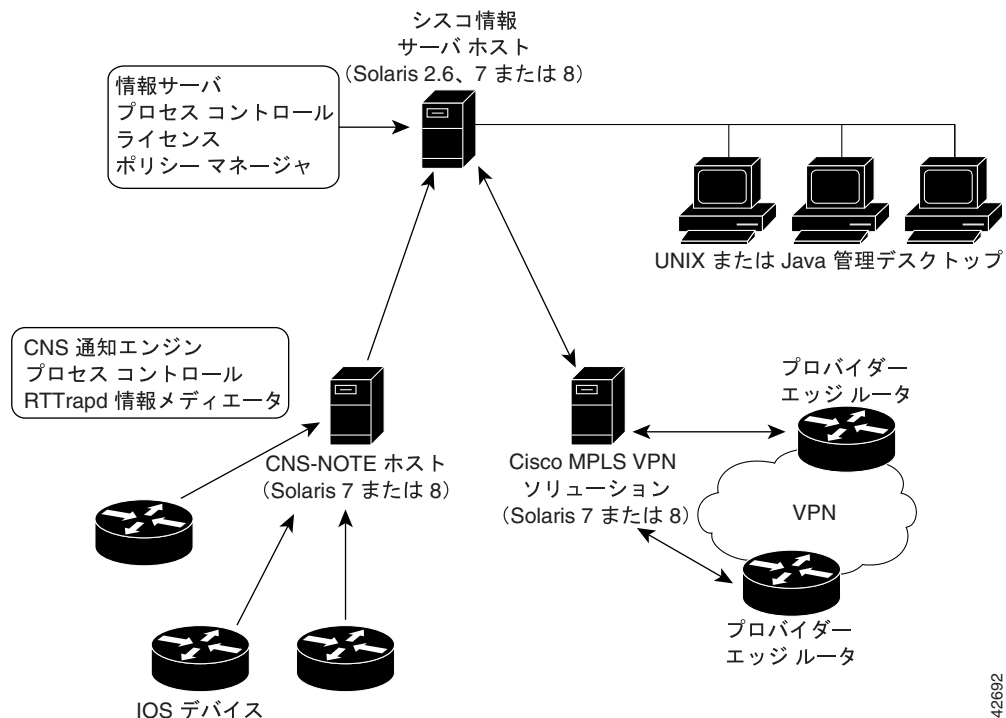 シスコ情報
サーバ ホスト
（Solaris 2.6、7 または 8）
情報サーバ
プロセス コントロール
ライセンス
ポリシー マネージャ
UNIX または Java 管理デスクトップ
CNS 通知エンジン
プロセス コントロール
RTTrapd 情報メディエータ
CNS-NOTE ホスト
（Solaris 7 または 8）
Cisco MPLS VPN
ソリューション
（Solaris 7 または 8）
プロバイダー
エッジ ルータ
VPN
プロバイダー
エッジ ルータ
IOS デバイス
42692